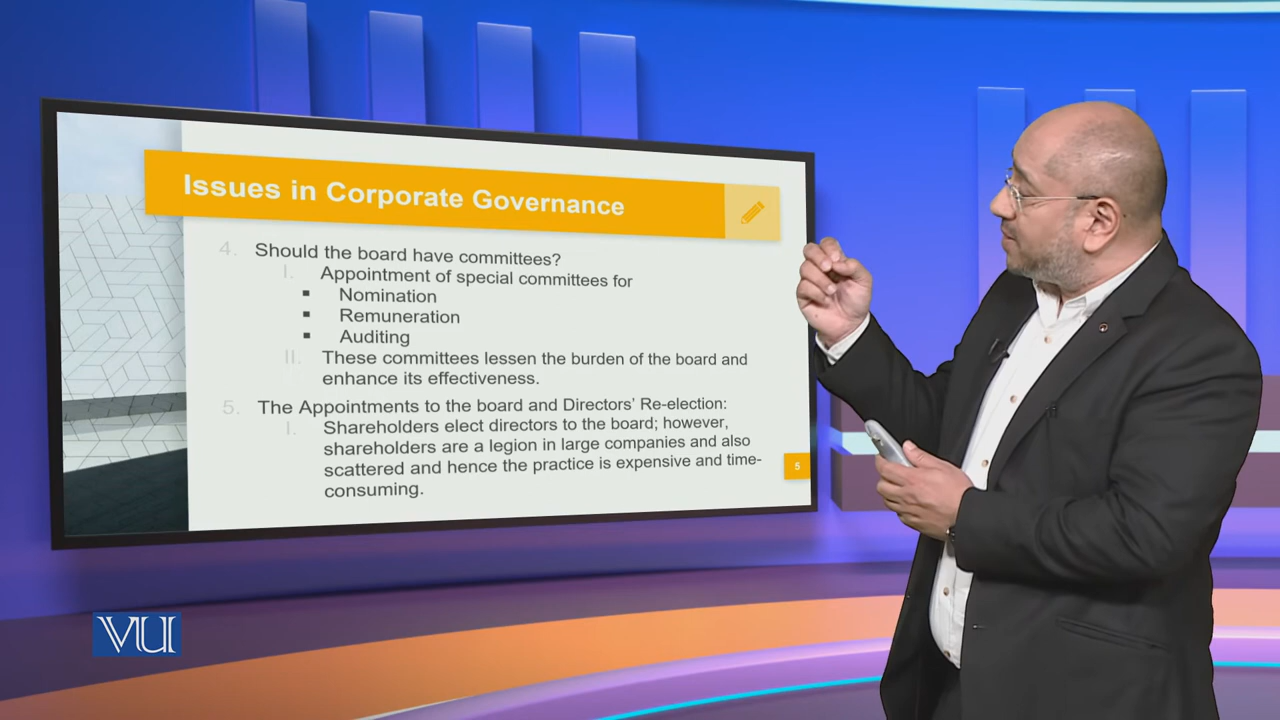 Issues in Corporate Governance
4. Should the board have committees?
I. Appointment of special committees for
▪ Nomination
▪ Remuneration
▪ Auditing
II. These committees lessen the burden of the board and
enhance its effectiveness.
5. The Appointments to the board and Directors’ Re-election:
I. Shareholders elect directors to the board; however,
shareholders are a legion in large companies and also
scattered and hence the practice is expensive and time-
consuming.
5
VU